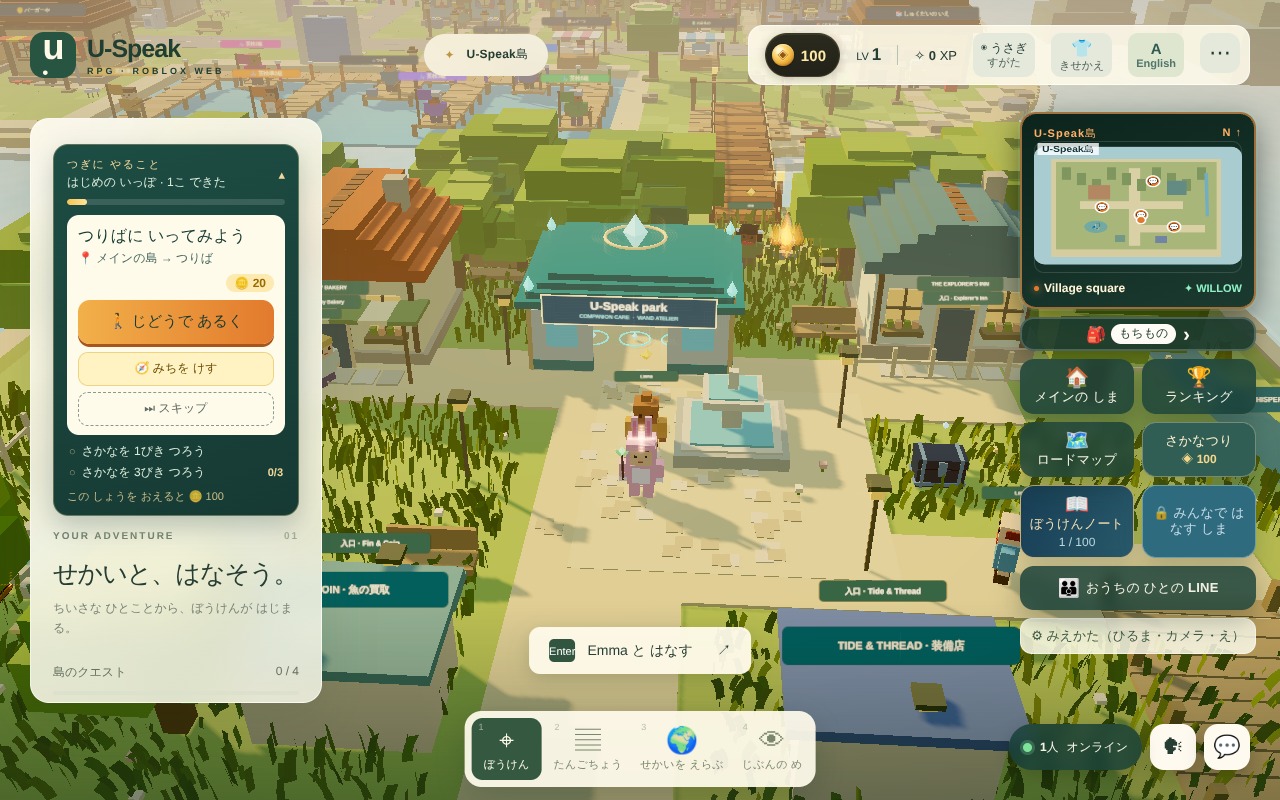 u
U-Speak
RPG · ROBLOX WEB
✦ U-Speak島
100
LV 1
✧ 0 XP
うさぎ
すがた
きせかえ
A
English
⋯
つぎに やること
はじめの いっぽ · 1こ できた
▲
つりばに いってみよう
📍 メインの島 → つりば
🪙 20
🚶 じどうで あるく
🧭 みちを けす
⏭ スキップ
○ さかなを 1ぴき つろう
○ さかなを 3びき つろう 0/3
この しょうを おえると 🪙 100
YOUR ADVENTURE 01
せかいと、はなそう。
ちいさな ひとことから、ぼうけんが はじま
る。
島のクエスト 0 / 4
U-Speak park
COMPANION CARE · WAND ATELIER
THE EXPLORER'S INN
入口 · Explorer's Inn
入口 · Tide & Thread
TIDE & THREAD · 装備店
OIN · 魚の買取
Enter Emma と はなす ↗
1 ぼうけん
2 たんごちょう
3 せかいを えらぶ
4 じぶんの め
U-Speak島 N ↑
U-Speak島
Village square ✦ WILLOW
🎒 もちもの ›
メインの しま
ランキング
ロードマップ
さかなつり
◈ 100
ぼうけんノート
1 / 100
🔒 みんなで は
なす しま
おうちの ひとの LINE
⚙ みえかた（ひるま・カメラ・え）
1人 オンライン